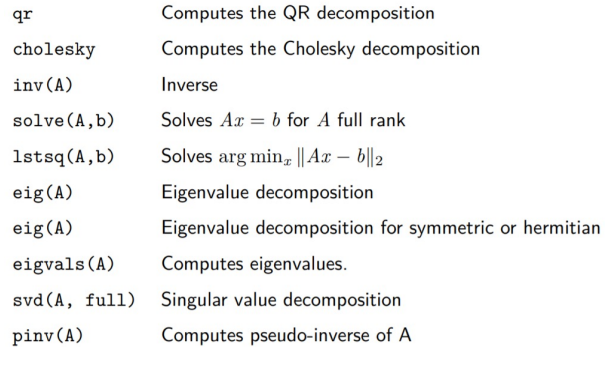 qr Computes the QR decomposition
cholesky Computes the Cholesky decomposition
inv(A) Inverse
solve(A,b) Solves Ax = b for A full rank
lstsq(A,b) Solves arg minₓ ‖Ax − b‖₂
eig(A) Eigenvalue decomposition
eig(A) Eigenvalue decomposition for symmetric or hermitian
eigvals(A) Computes eigenvalues.
svd(A, full) Singular value decomposition
pinv(A) Computes pseudo-inverse of A